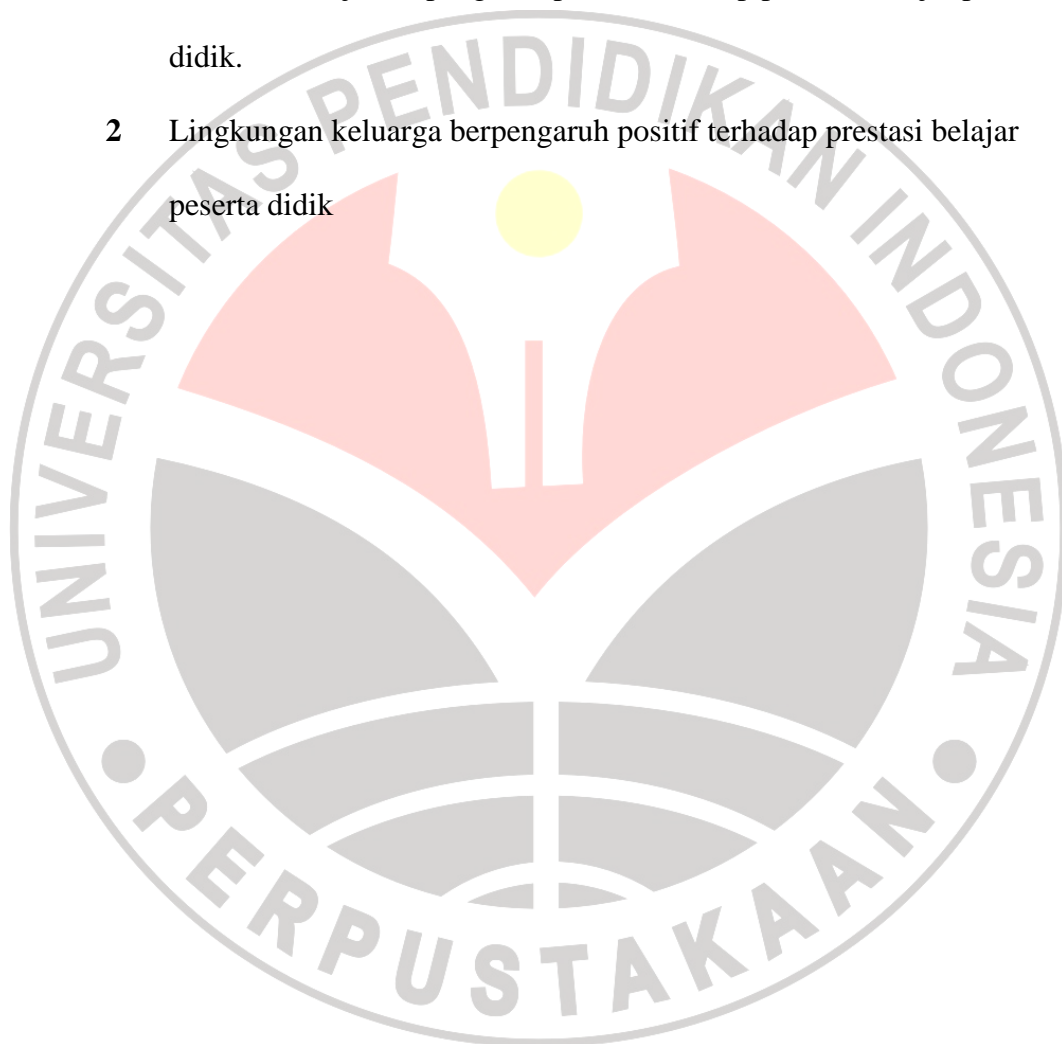 didik.
2 Lingkungan keluarga berpengaruh positif terhadap prestasi belajar
peserta didik
UNIVERSITAS PENDIDIKAN INDONESIA
PERPUSTAKAAN